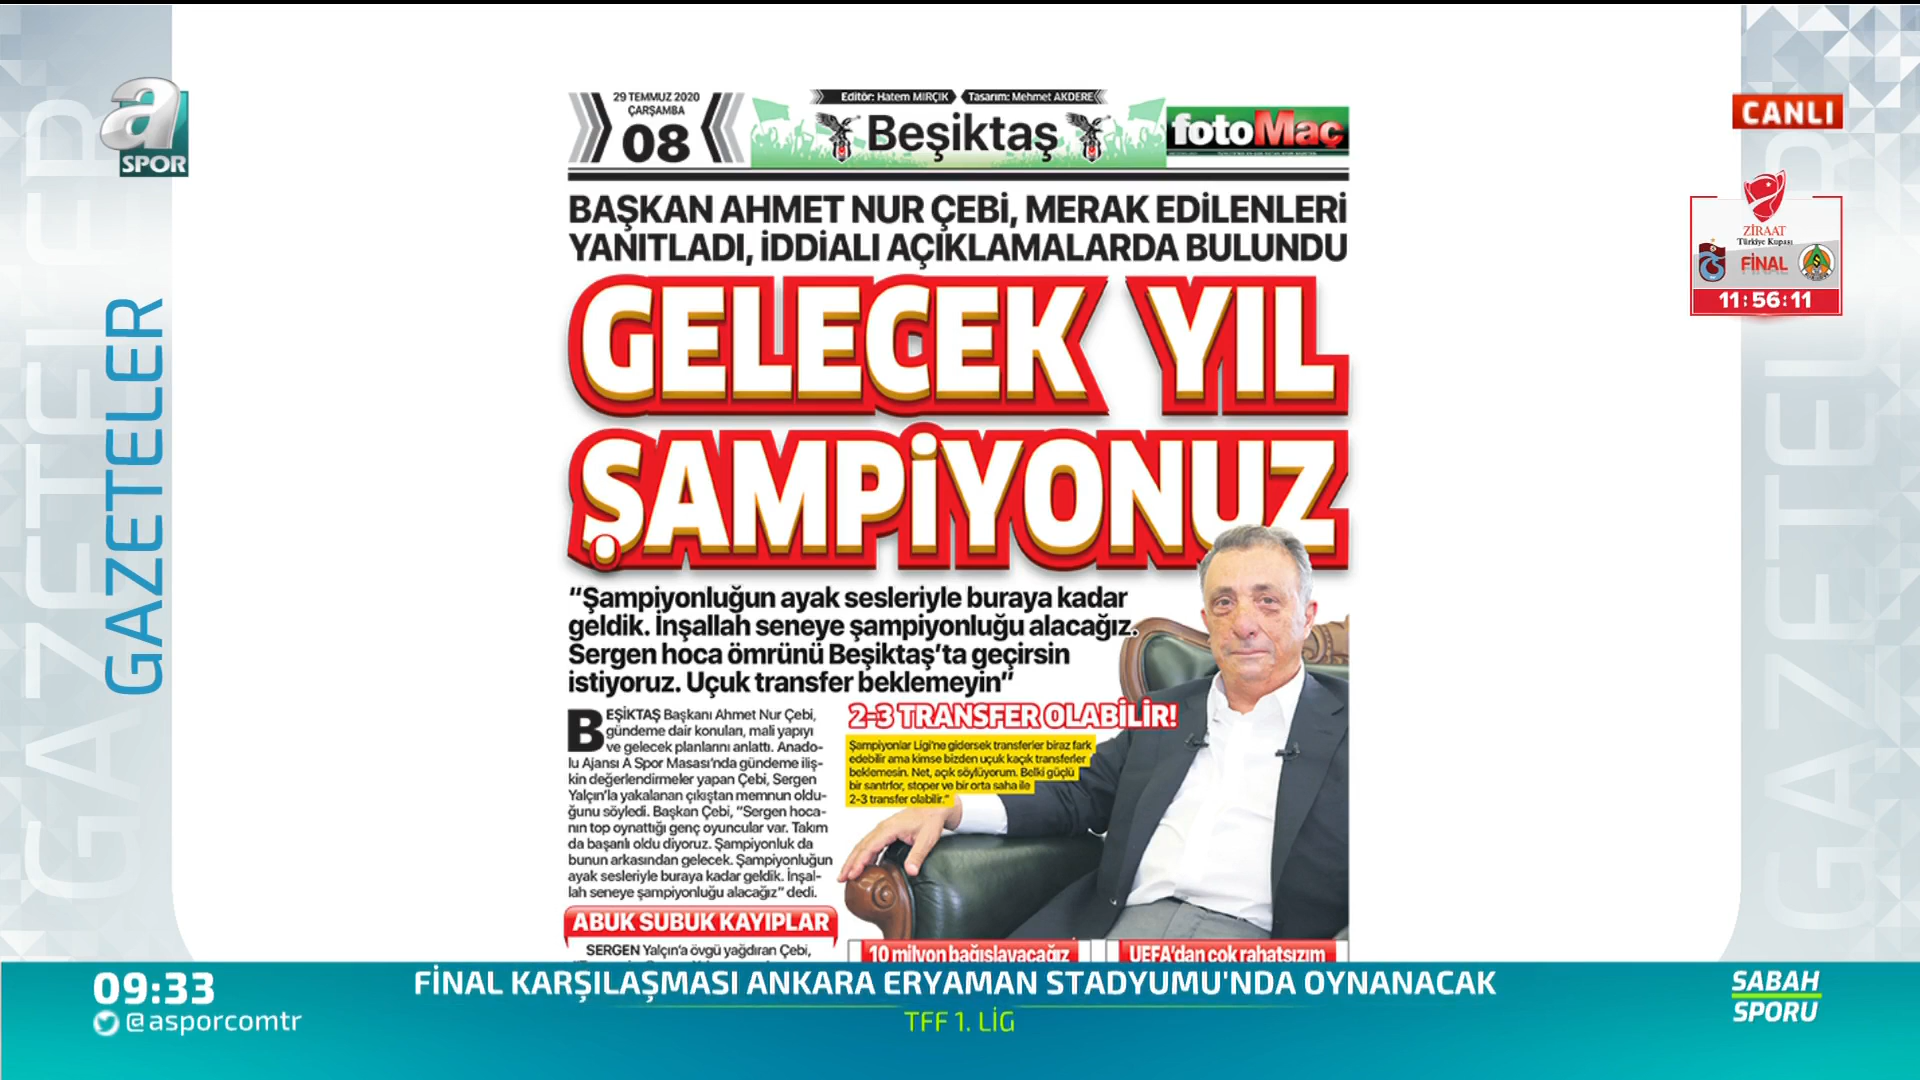 a
SPOR
GAZETELER
GAZETELER
GAZETELER
29 TEMMUZ 2020
ÇARŞAMBA
08
Editör: Hatem MIRÇIK
Tasarım: Mehmet AKDERE
Beşiktaş
fotoMaç
BAŞKAN AHMET NUR ÇEBİ, MERAK EDİLENLERİ
YANITLADI, İDDİALI AÇIKLAMALARDA BULUNDU
GELECEK YIL
ŞAMPİYONUZ
“Şampiyonluğun ayak sesleriyle buraya kadar
geldik. İnşallah seneye şampiyonluğu alacağız.
Sergen hoca ömrünü Beşiktaş’ta geçirsin
istiyoruz. Uçuk transfer beklemeyin”
BEŞİKTAŞ Başkanı Ahmet Nur Çebi,
gündeme dair konuları, mali yapıyı
ve gelecek planlarını anlattı. Anado-
lu Ajansı A Spor Masası’nda gündeme iliş-
kin değerlendirmeler yapan Çebi, Sergen
Yalçın’la yakalanan çıkıştan memnun oldu-
ğunu söyledi. Başkan Çebi, “Sergen hoca-
nın top oynattığı genç oyuncular var. Takım
da başarılı oldu diyoruz. Şampiyonluk da
bunun arkasından gelecek. Şampiyonluğun
ayak sesleriyle buraya kadar geldik. İnşal-
lah seneye şampiyonluğu alacağız” dedi.
ABUK SUBUK KAYIPLAR
SERGEN Yalçın’a övgü yağdıran Çebi,
2-3 TRANSFER OLABİLİR!
Şampiyonlar Ligi’ne gidersek transferler biraz fark
edebilir ama kimse bizden uçuk kaçık transferler
beklemesin. Net, açık söylüyorum. Belki güçlü
bir santrfor, stoper ve bir orta saha ile
2-3 transfer olabilir.”
10 milyon bağışlayacağız
UEFA’dan çok rahatsızım
CANLI
ZİRAAT
Türkiye Kupası
FİNAL
11:56:11
09:33
@asporcomtr
FİNAL KARŞILAŞMASI ANKARA ERYAMAN STADYUMU'NDA OYNANACAK
TFF 1. LİG
SABAH
SPORU